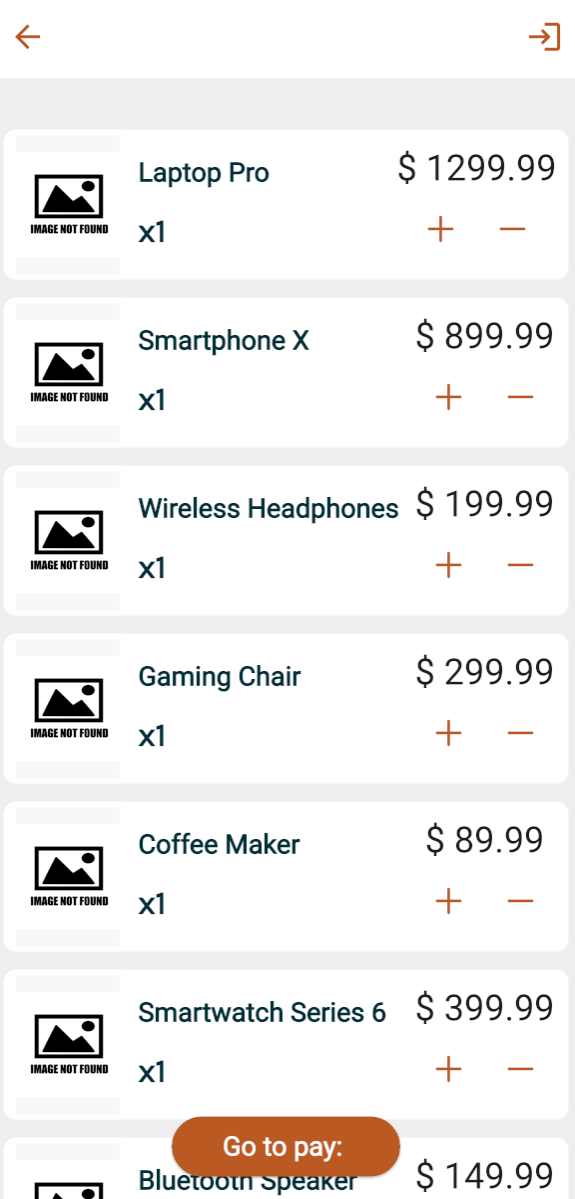 Laptop Pro
$ 1299.99
IMAGE NOT FOUND
x1
Smartphone X
$ 899.99
IMAGE NOT FOUND
x1
Wireless Headphones
$ 199.99
IMAGE NOT FOUND
x1
Gaming Chair
$ 299.99
IMAGE NOT FOUND
x1
Coffee Maker
$ 89.99
IMAGE NOT FOUND
x1
Smartwatch Series 6
$ 399.99
IMAGE NOT FOUND
x1
Go to pay:
Bluetooth Speaker
$ 149.99